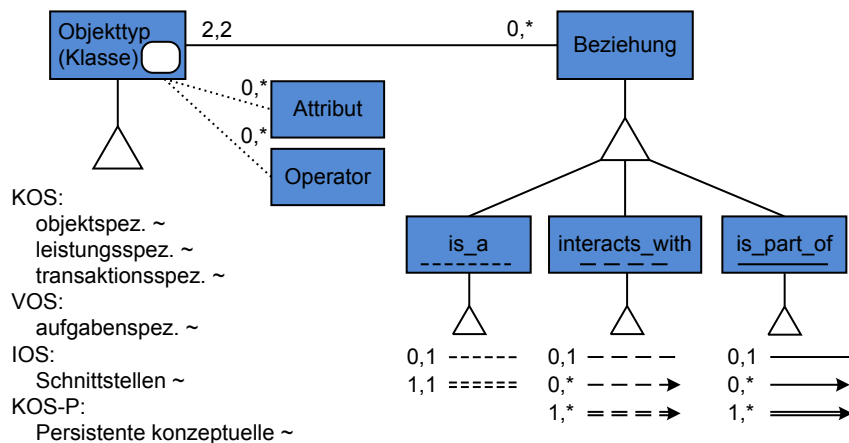 Objekttyp
(Klasse)
2,2
0,*
Beziehung
0,*
Attribut
0,*
Operator
KOS:
objektspez. ~
leistungsspez. ~
transaktionsspez. ~
VOS:
aufgabenspez. ~
IOS:
Schnittstellen ~
KOS-P:
Persistente konzeptuelle ~
is_a
interacts_with
is_part_of
0,1
1,1
0,1
0,*
1,*
0,1
0,*
1,*